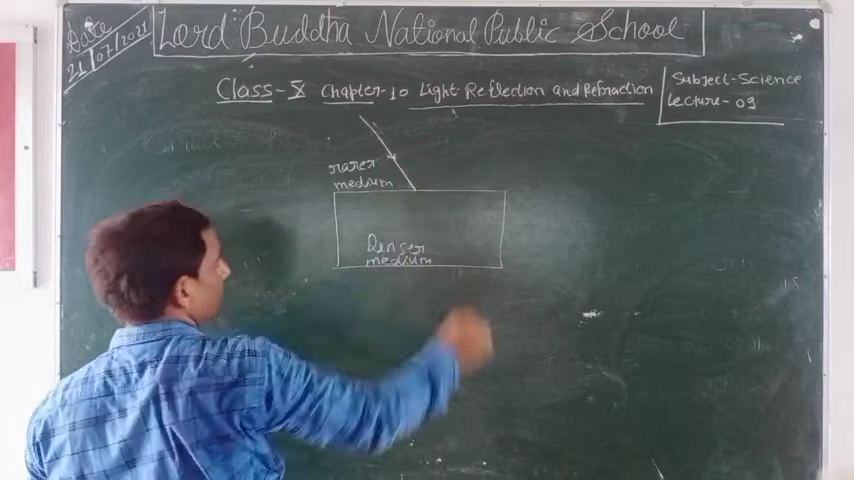 Date
21/07/2021
Lord Buddha National Public School
Class-X Chapter-10 Light-Reflection and Refraction
Subject-Science
Lecture-09
rarer
medium
Denser
medium